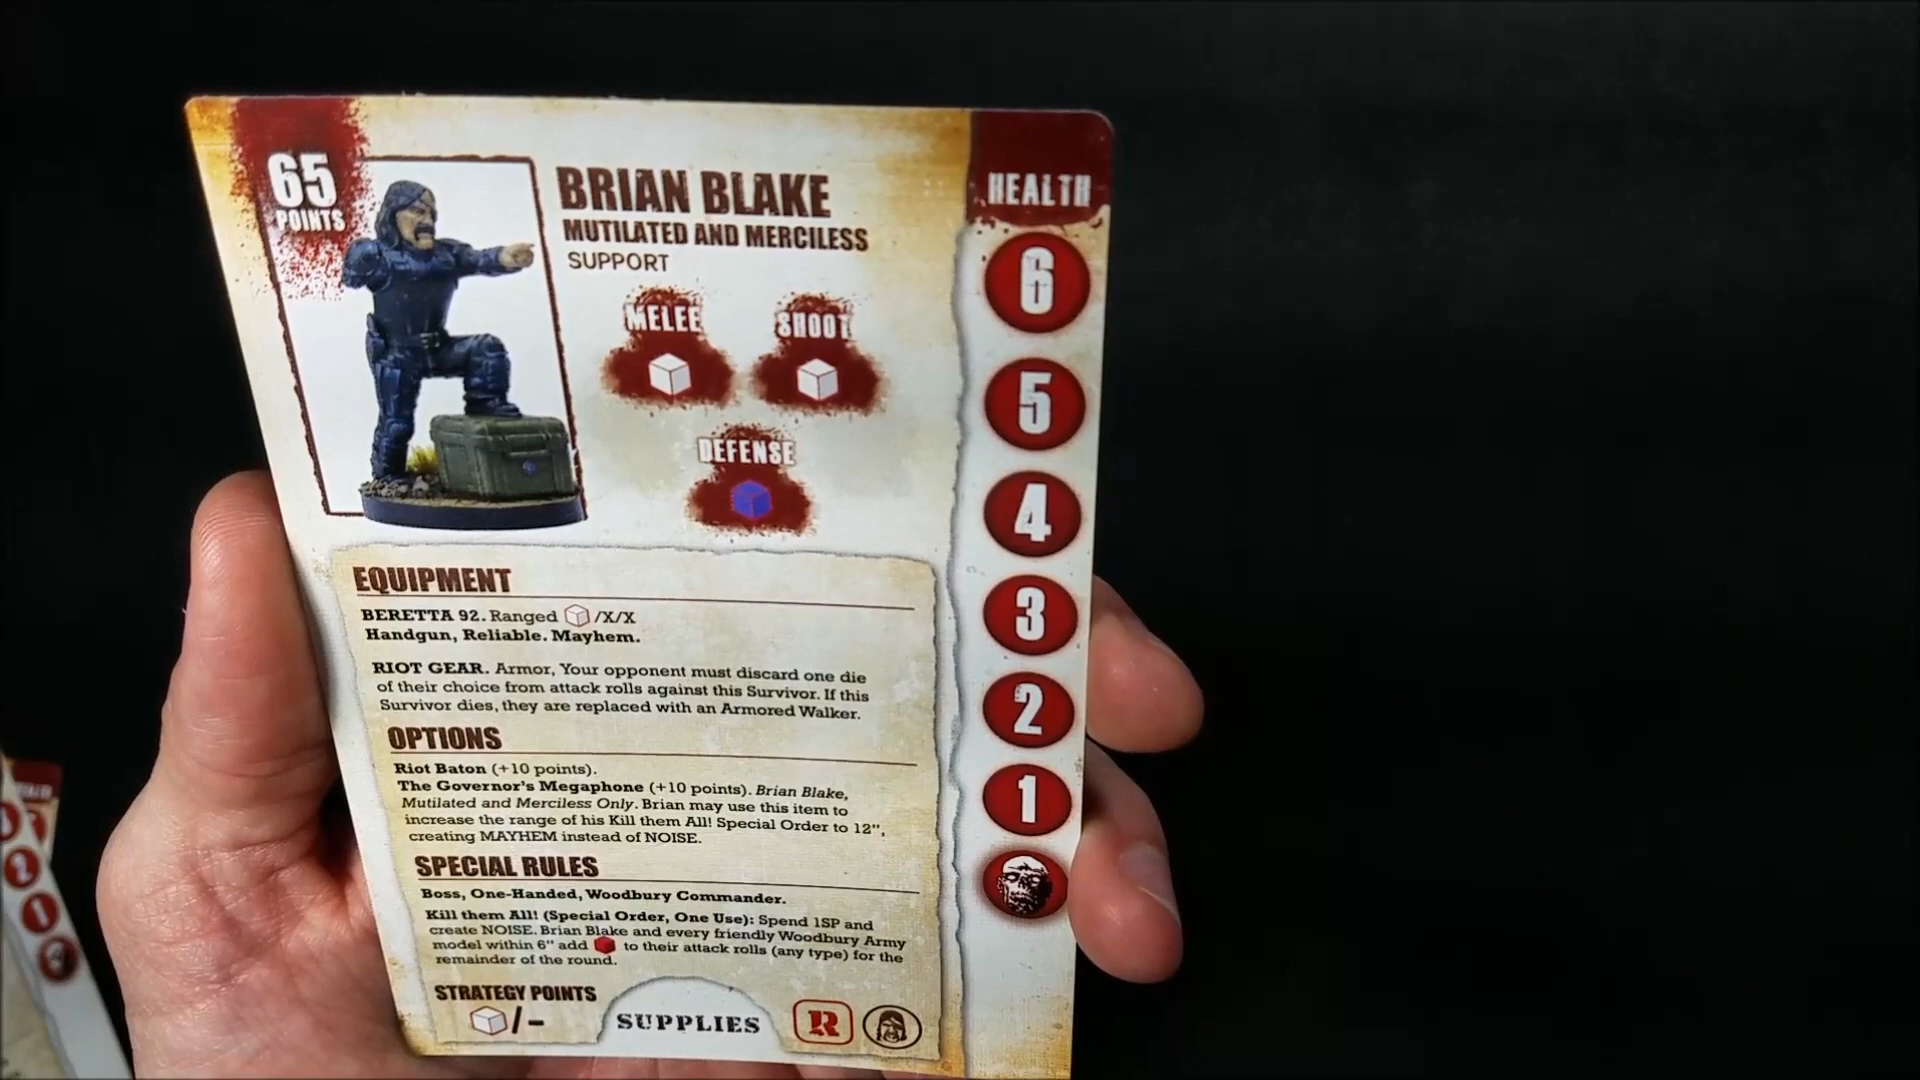 65
POINTS
BRIAN BLAKE
MUTILATED AND MERCILESS
SUPPORT
MELEE
SHOOT
DEFENSE
HEALTH
6
5
4
3
2
1
EQUIPMENT
BERETTA 92. Ranged /X/X
Handgun, Reliable. Mayhem.
RIOT GEAR. Armor, Your opponent must discard one die
of their choice from attack rolls against this Survivor. If this
Survivor dies, they are replaced with an Armored Walker.
OPTIONS
Riot Baton (+10 points).
The Governor's Megaphone (+10 points). Brian Blake,
Mutilated and Merciless Only. Brian may use this item to
increase the range of his Kill them All! Special Order to 12",
creating MAYHEM instead of NOISE.
SPECIAL RULES
Boss, One-Handed, Woodbury Commander.
Kill them All! (Special Order, One Use): Spend 1SP and
create NOISE. Brian Blake and every friendly Woodbury Army
model within 6" add to their attack rolls (any type) for the
remainder of the round.
STRATEGY POINTS
/-
SUPPLIES
R
2
1